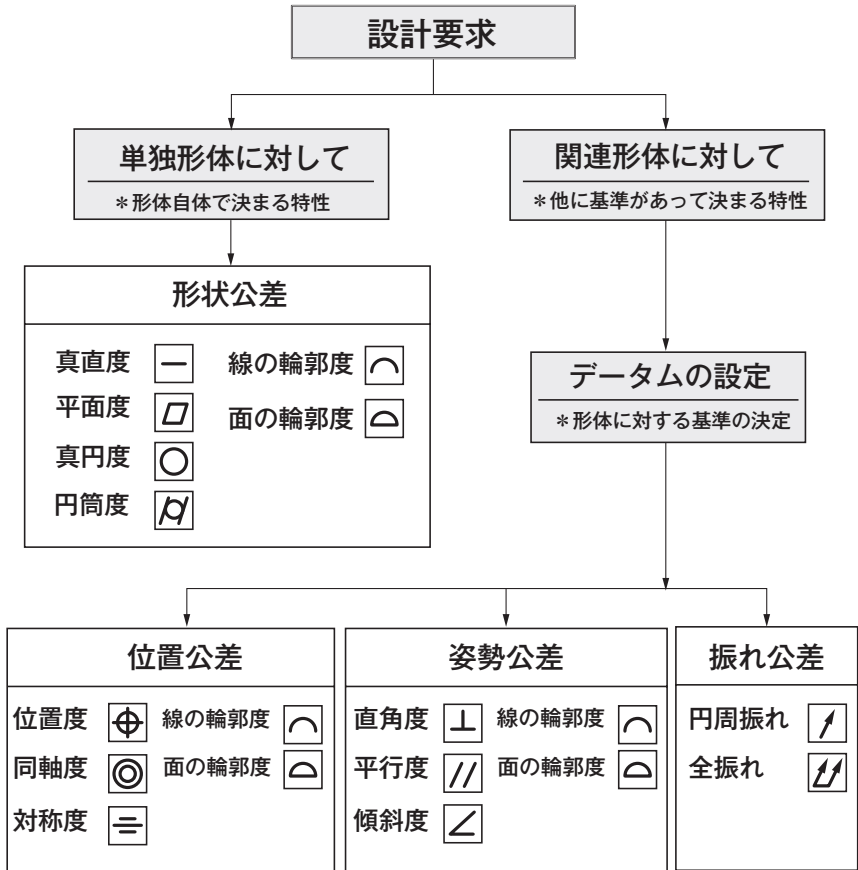 設計要求
単独形体に対して
＊形体自体で決まる特性
関連形体に対して
＊他に基準があって決まる特性
形状公差
真直度
線の輪郭度
平面度
面の輪郭度
真円度
円筒度
データムの設定
＊形体に対する基準の決定
位置公差
位置度
線の輪郭度
同軸度
面の輪郭度
対称度
姿勢公差
直角度
線の輪郭度
平行度
面の輪郭度
傾斜度
振れ公差
円周振れ
全振れ